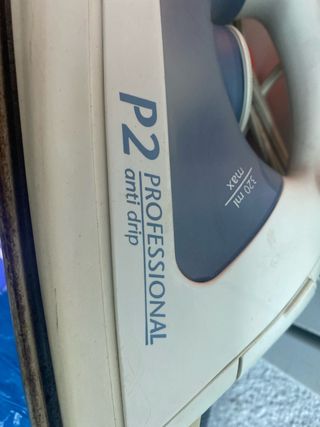 P2 PROFESSIONAL
anti drip
320 ml
max